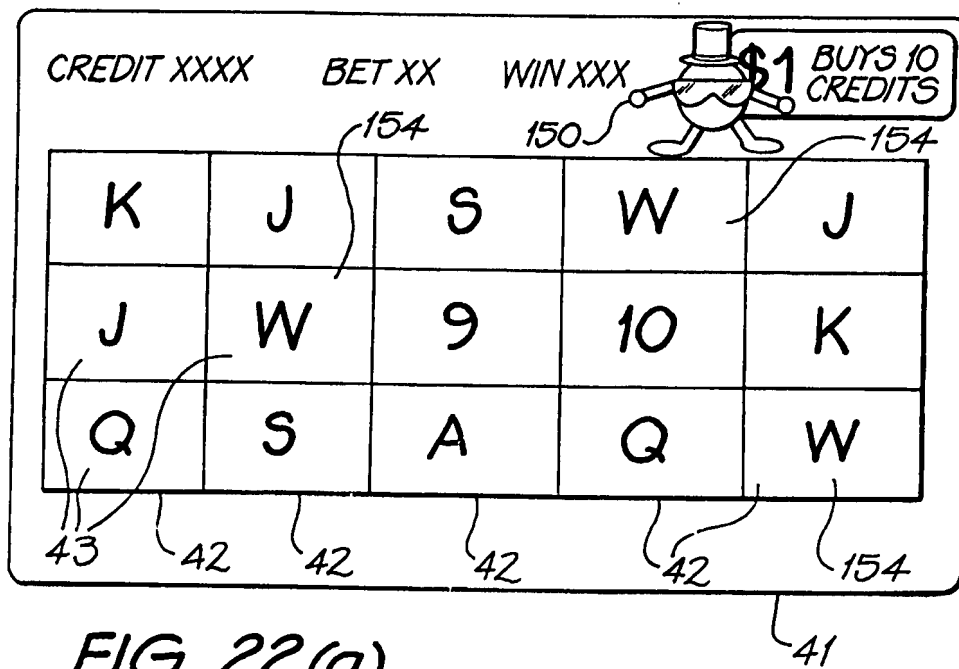 CREDIT XXXX BET XX WIN XXX $1 BUYS 10
CREDITS
154 150 154
K J S W J
J W 9 10 K
Q S A Q W
43 42 42 42 42 154
41
FIG. 22(a)